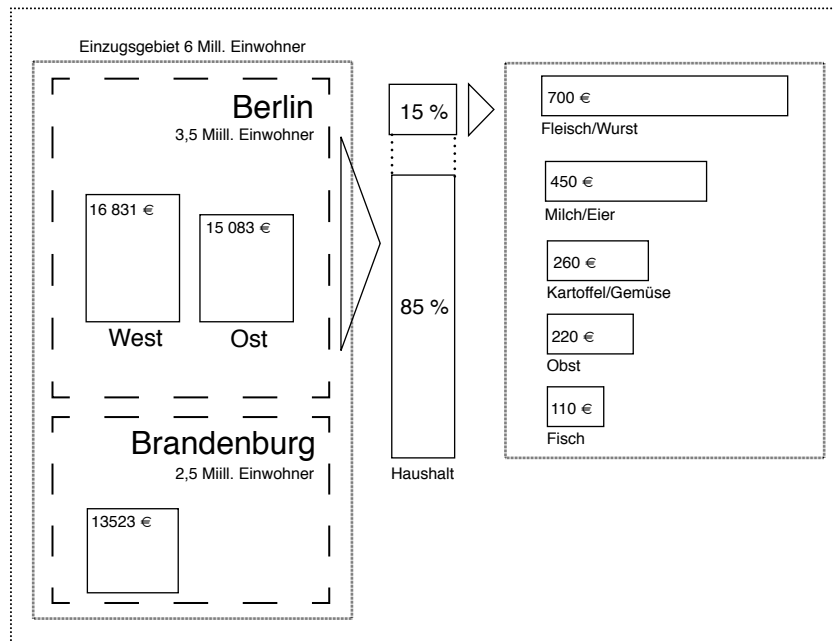 Einzugsgebiet 6 Mill. Einwohner
Berlin
3,5 Miill. Einwohner
16 831 €
15 083 €
West
Ost
Brandenburg
2,5 Miill. Einwohner
13523 €
15 %
85 %
Haushalt
700 €
Fleisch/Wurst
450 €
Milch/Eier
260 €
Kartoffel/Gemüse
220 €
Obst
110 €
Fisch